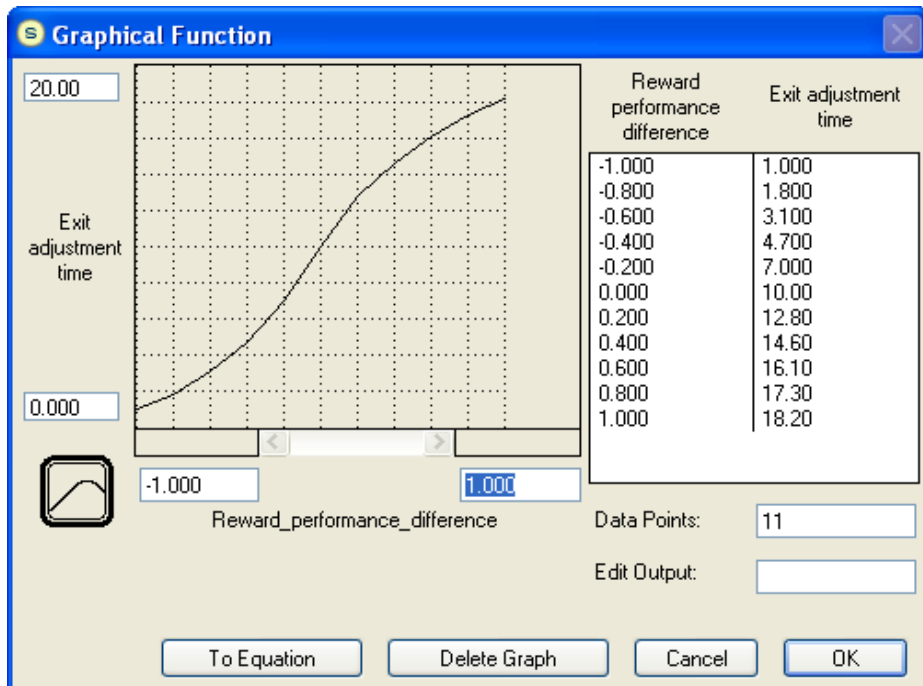 Graphical Function
20.00
Exit
adjustment
time
0.000
-1.000
1.000
Reward_performance_difference
Reward
performance
difference
Exit adjustment
time
-1.000 1.000
-0.800 1.800
-0.600 3.100
-0.400 4.700
-0.200 7.000
0.000 10.00
0.200 12.80
0.400 14.60
0.600 16.10
0.800 17.30
1.000 18.20
Data Points: 11
Edit Output:
To Equation
Delete Graph
Cancel
OK